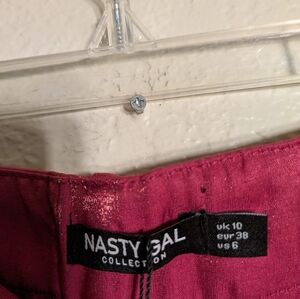 NASTY GAL
COLLECTION
uk 10
eur 38
us 6